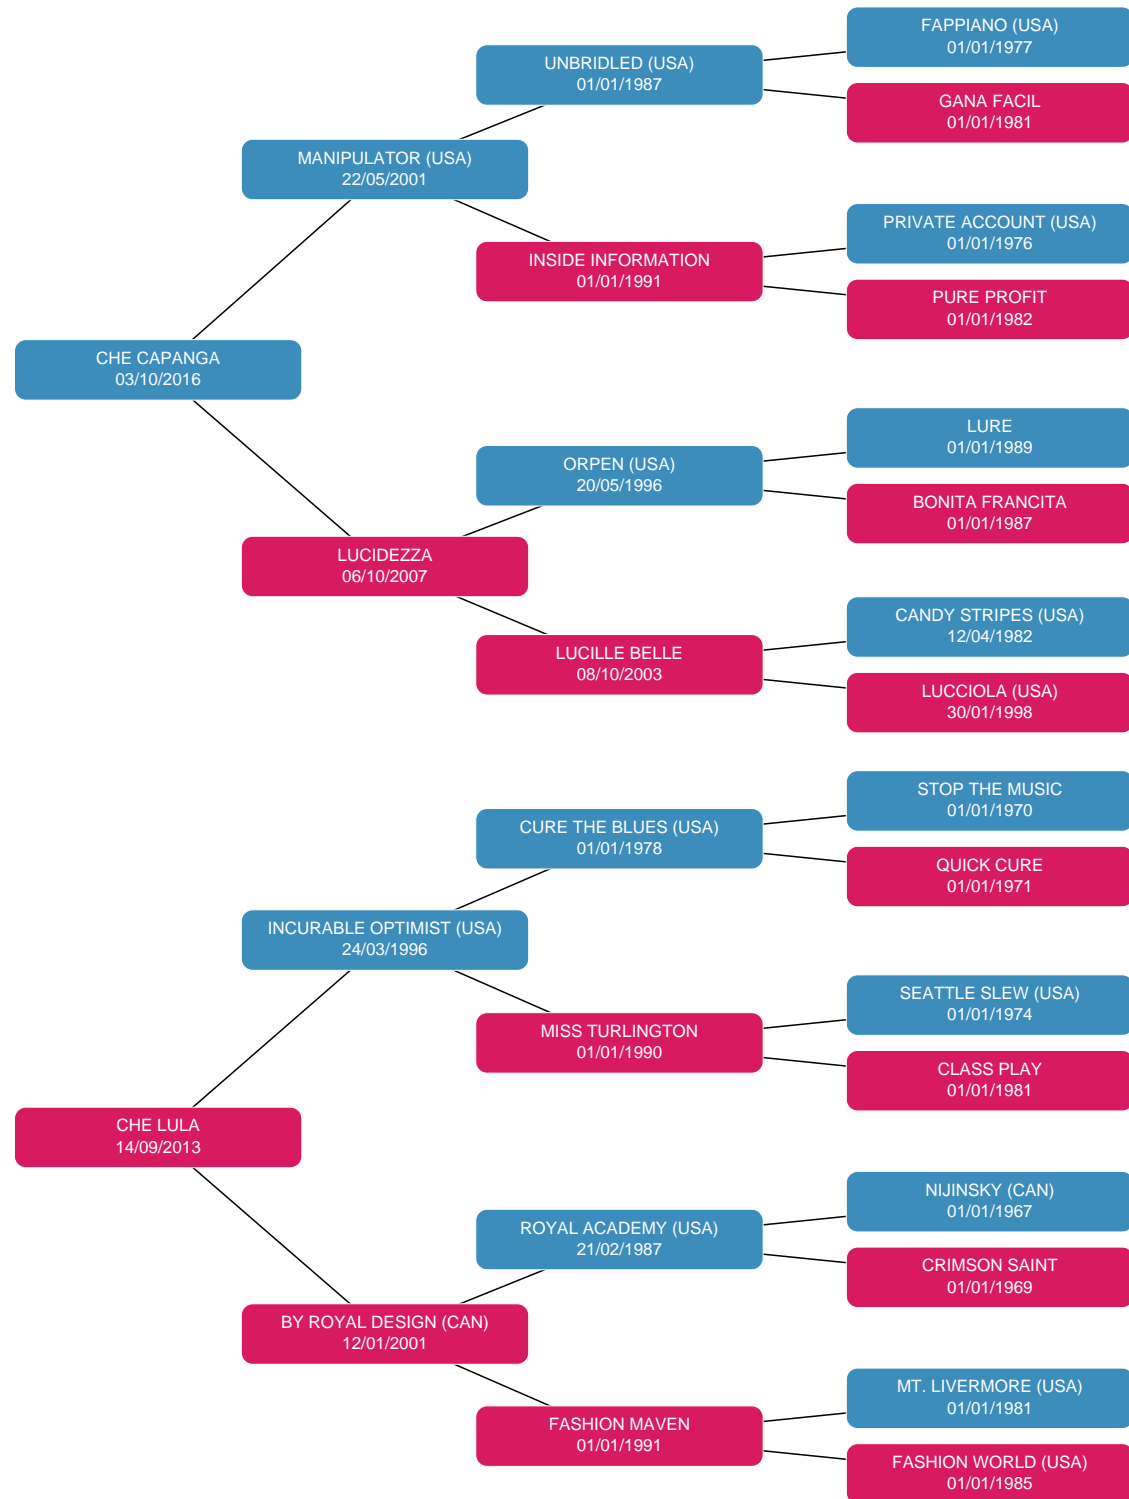 FAPPIANO (USA)
01/01/1977
UNBRIDLED (USA)
01/01/1987
GANA FACIL
01/01/1981
MANIPULATOR (USA)
22/05/2001
PRIVATE ACCOUNT (USA)
01/01/1976
INSIDE INFORMATION
01/01/1991
PURE PROFIT
01/01/1982
CHE CAPANGA
03/10/2016
LURE
01/01/1989
ORPEN (USA)
20/05/1996
BONITA FRANCITA
01/01/1987
LUCIDEZZA
06/10/2007
CANDY STRIPES (USA)
12/04/1982
LUCILLE BELLE
08/10/2003
LUCCIOLA (USA)
30/01/1998
STOP THE MUSIC
01/01/1970
CURE THE BLUES (USA)
01/01/1978
QUICK CURE
01/01/1971
INCURABLE OPTIMIST (USA)
24/03/1996
SEATTLE SLEW (USA)
01/01/1974
MISS TURLINGTON
01/01/1990
CLASS PLAY
01/01/1981
CHE LULA
14/09/2013
NIJINSKY (CAN)
01/01/1967
ROYAL ACADEMY (USA)
21/02/1987
CRIMSON SAINT
01/01/1969
BY ROYAL DESIGN (CAN)
12/01/2001
MT. LIVERMORE (USA)
01/01/1981
FASHION MAVEN
01/01/1991
FASHION WORLD (USA)
01/01/1985